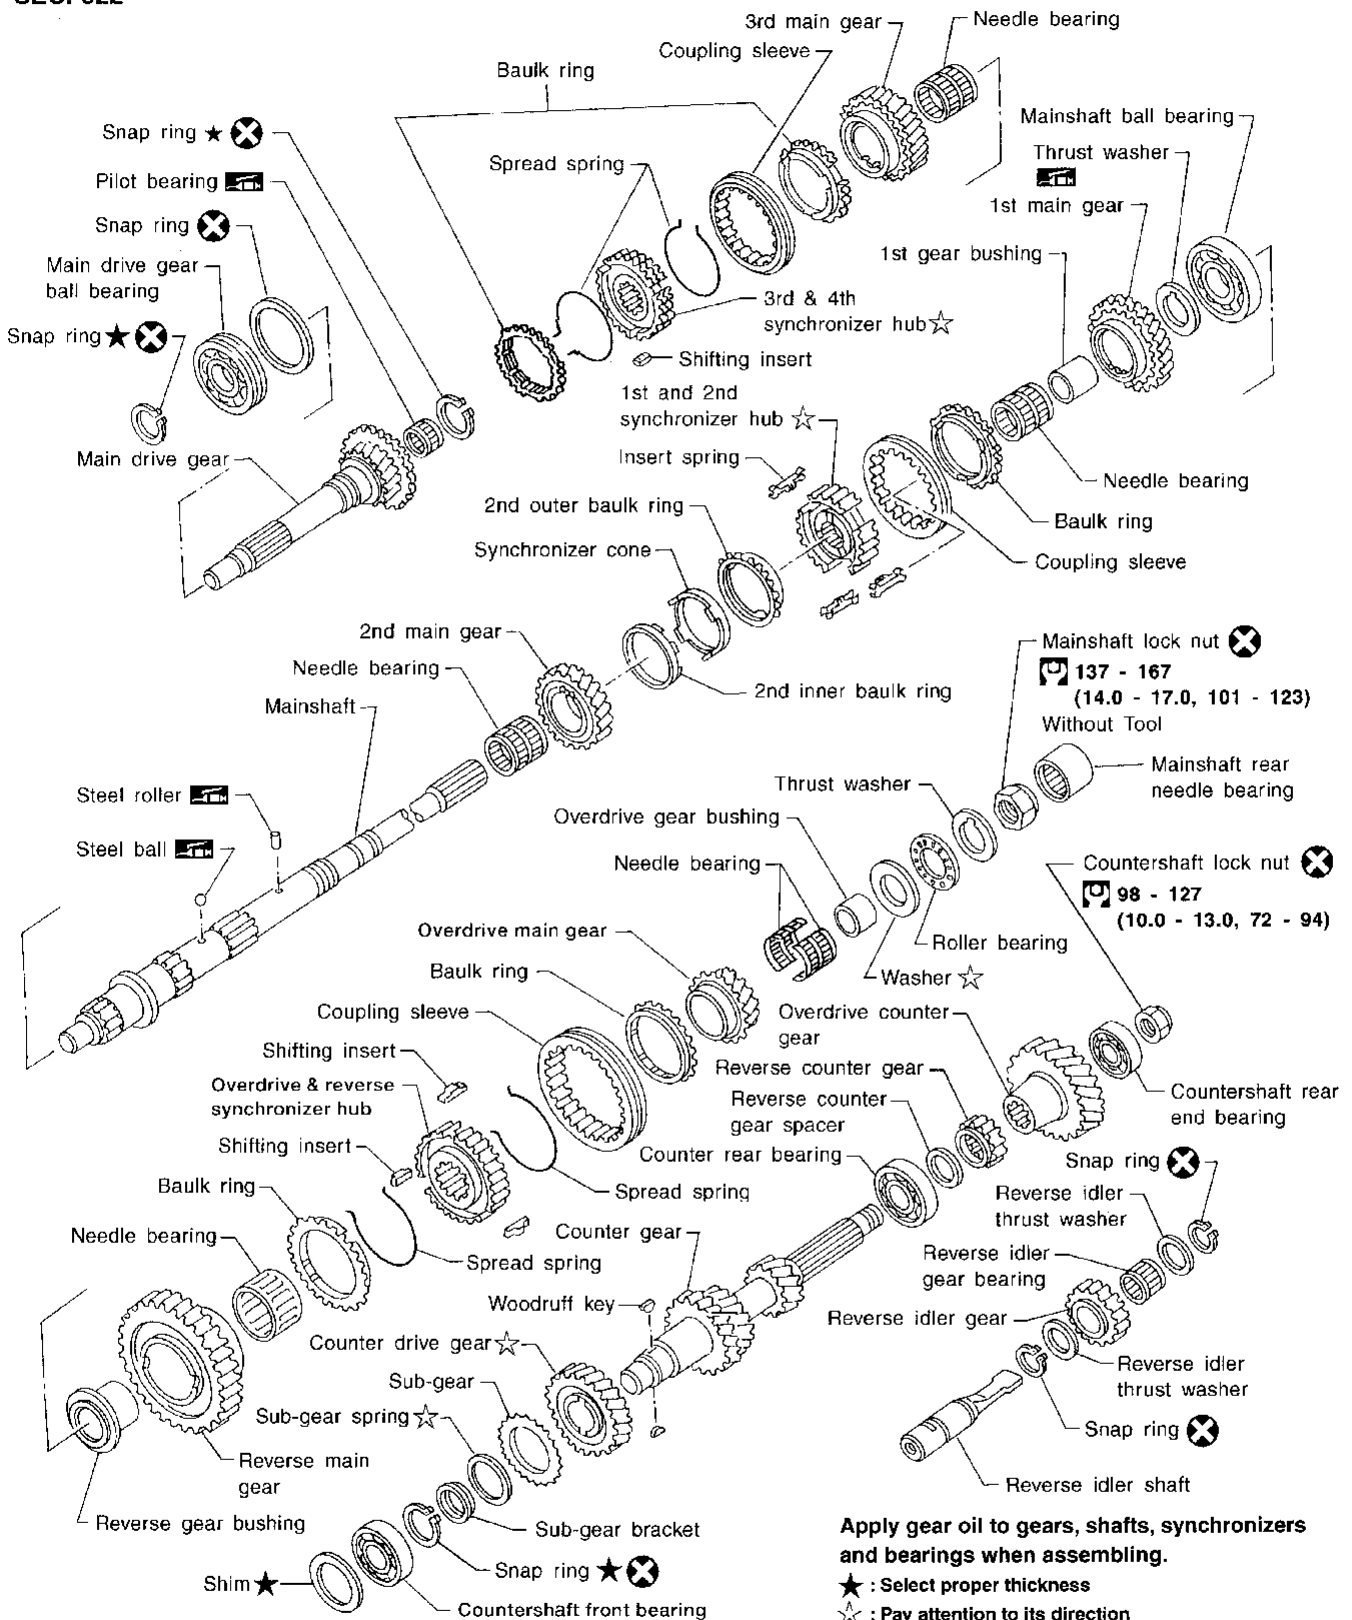 3rd main gear
Needle bearing
Coupling sleeve
Baulk ring
Mainshaft ball bearing
Snap ring ★
Thrust washer
Spread spring
Pilot bearing
1st main gear
Snap ring
1st gear bushing
Main drive gear
ball bearing
3rd & 4th
synchronizer hub ☆
Snap ring ★
Shifting insert
1st and 2nd
synchronizer hub ☆
Main drive gear
Insert spring
Needle bearing
2nd outer baulk ring
Baulk ring
Synchronizer cone
Coupling sleeve
2nd main gear
Mainshaft lock nut
Needle bearing
137 - 167
(14.0 - 17.0, 101 - 123)
2nd inner baulk ring
Mainshaft
Without Tool
Mainshaft rear
needle bearing
Thrust washer
Steel roller
Overdrive gear bushing
Steel ball
Needle bearing
Countershaft lock nut
98 - 127
(10.0 - 13.0, 72 - 94)
Overdrive main gear
Roller bearing
Baulk ring
Washer ☆
Coupling sleeve
Overdrive counter
gear
Shifting insert
Reverse counter gear
Overdrive & reverse
synchronizer hub
Reverse counter
gear spacer
Countershaft rear
end bearing
Shifting insert
Counter rear bearing
Snap ring
Baulk ring
Spread spring
Reverse idler
thrust washer
Needle bearing
Counter gear
Spread spring
Reverse idler
gear bearing
Woodruff key
Reverse idler gear
Counter drive gear ☆
Sub-gear
Reverse idler
thrust washer
Sub-gear spring ☆
Snap ring
Reverse main
gear
Reverse idler shaft
Reverse gear bushing
Sub-gear bracket
Apply gear oil to gears, shafts, synchronizers
and bearings when assembling.
Snap ring ★
Shim ★
★ : Select proper thickness
Countershaft front bearing
☆ : Pay attention to its direction